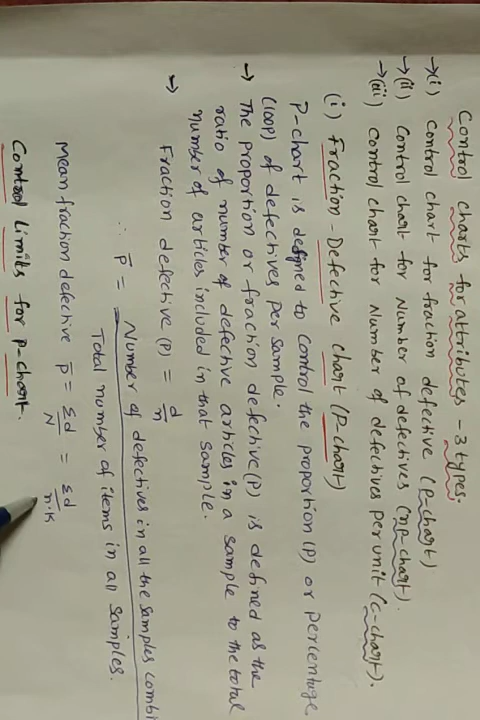 Control charts for attributes - 3 types.
→(i) Control chart for fraction defective (P-chart)
→(ii) Control chart for Number of defectives (np-chart).
→(iii) Control chart for Number of defectives per unit (c-chart).
(i) Fraction - Defective chart (P-chart)
P-chart is defined to control the proportion (P) or percentage
(100P) of defectives per sample.
→ The proportion or fraction defective (P) is defined as the
ratio of number of defective articles in a sample to the total
number of articles included in that sample.
→ Fraction defective (P) = d/n
∴ P̅ = Number of defectives in all the samples combi
Total number of items in all samples.
Mean fraction defective P̅ = Σd/N = Σd/n·K
Control limits for p-chart.